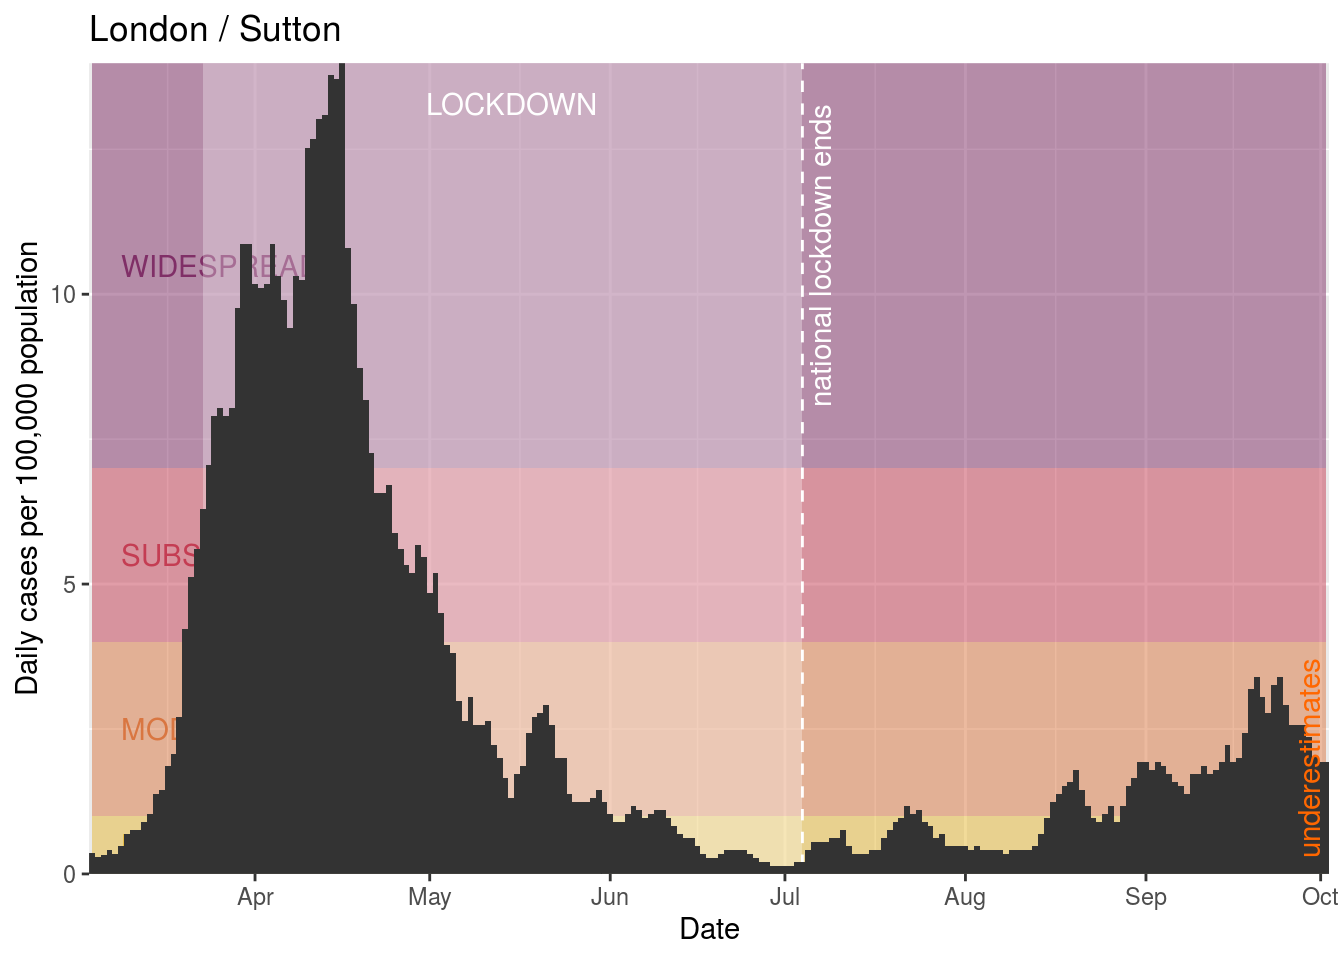 London / Sutton
LOCKDOWN
national lockdown ends
WIDESPREAD
SUBS
MOD
underestimates
Daily cases per 100,000 population
10
5
0
Apr
May
Jun
Jul
Aug
Sep
Oct
Date